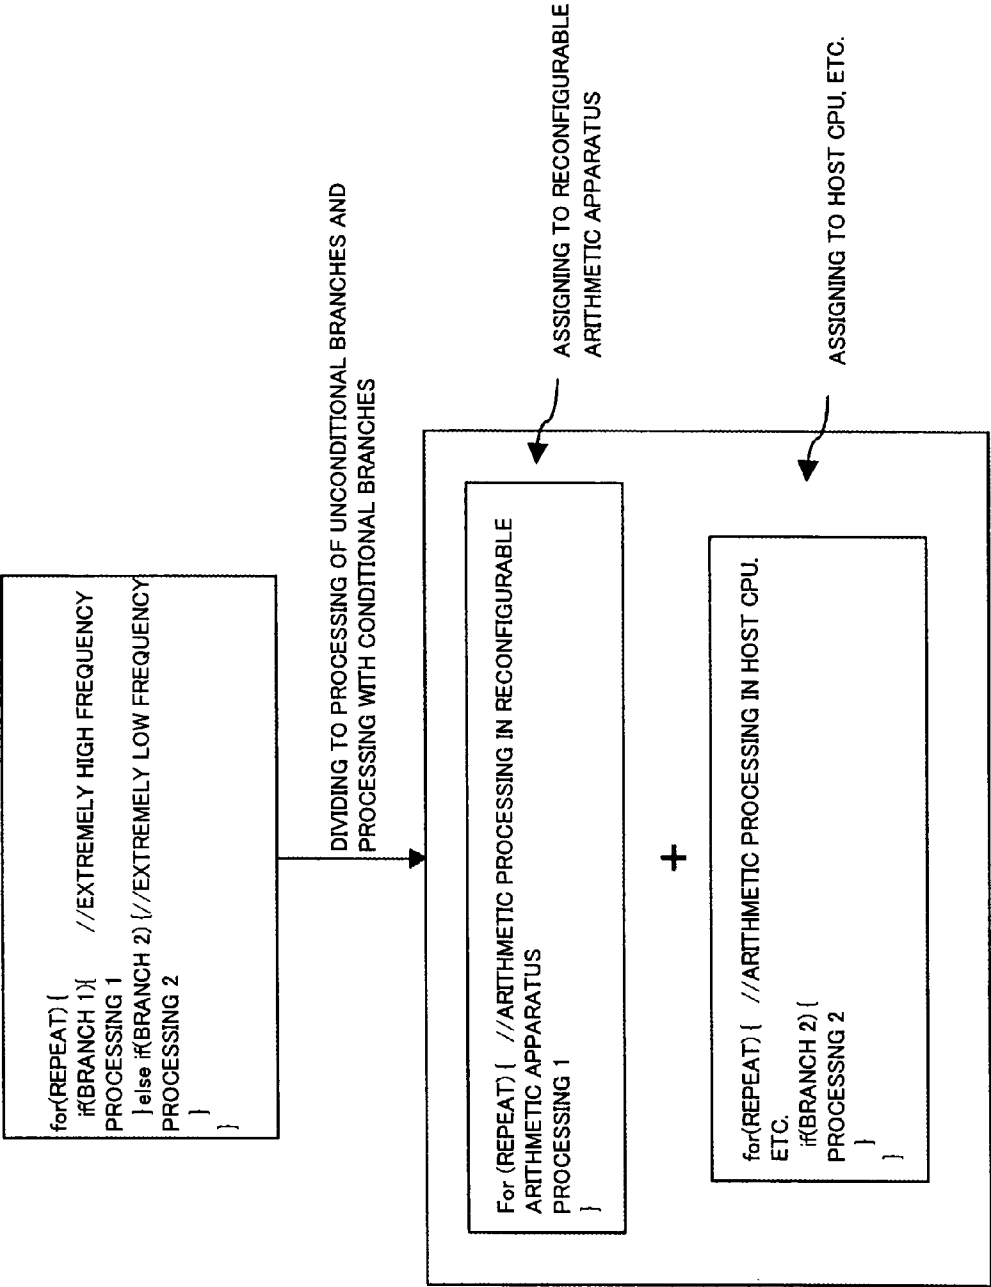 for(REPEAT) {
if(BRANCH 1){ //EXTREMELY HIGH FREQUENCY
PROCESSING 1
}else if(BRANCH 2) {//EXTREMELY LOW FREQUENCY
PROCESSING 2
}
}
DIVIDING TO PROCESSING OF UNCONDITIONAL BRANCHES AND
PROCESSING WITH CONDITIONAL BRANCHES
For (REPEAT) { //ARITHMETIC PROCESSING IN RECONFIGURABLE
ARITHMETIC APPARATUS
PROCESSING 1
}
ASSIGNING TO RECONFIGURABLE
ARITHMETIC APPARATUS
+
for(REPEAT) { //ARITHMETIC PROCESSING IN HOST CPU.
ETC.
if(BRANCH 2) {
PROCESSNG 2
}
}
ASSIGNING TO HOST CPU, ETC.